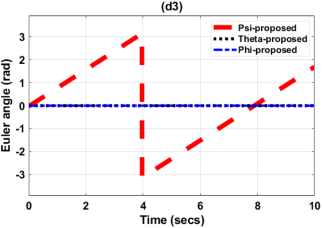 (d3)
Psi-proposed
Theta-proposed
Phi-proposed
Euler angle (rad)
3
2
1
0
-1
-2
-3
0 2 4 6 8 10
Time (secs)